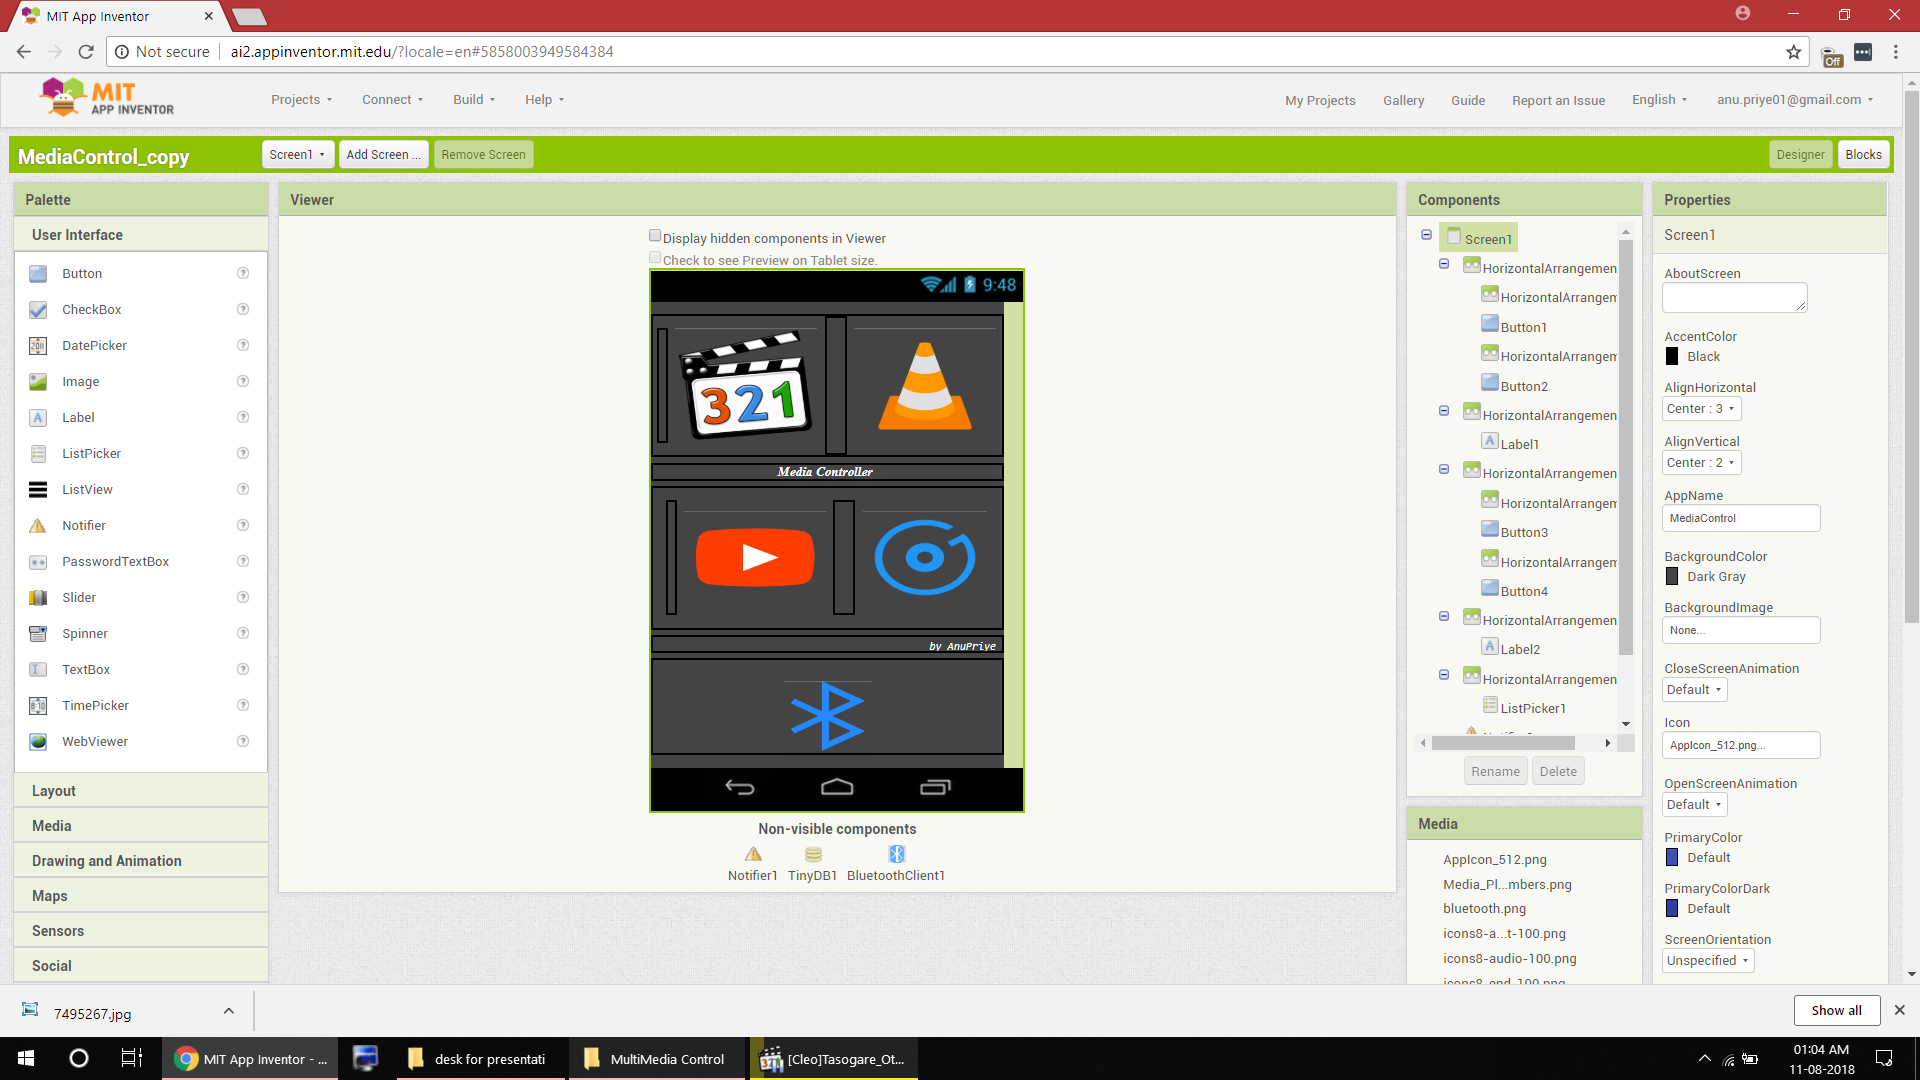 MIT App Inventor
Not secure
ai2.appinventor.mit.edu/?locale=en#5858003949584384
Off
MIT
APP INVENTOR
Projects
Connect
Build
Help
My Projects
Gallery
Guide
Report an Issue
English
anu.priye01@gmail.com
MediaControl_copy
Screen1
Add Screen ...
Remove Screen
Designer
Blocks
Palette
User Interface
Button
CheckBox
DatePicker
Image
Label
ListPicker
ListView
Notifier
PasswordTextBox
Slider
Spinner
TextBox
TimePicker
WebViewer
Layout
Media
Drawing and Animation
Maps
Sensors
Social
Viewer
Display hidden components in Viewer
Check to see Preview on Tablet size.
9:48
321
Media Controller
by AnuPriye
Non-visible components
Notifier1
TinyDB1
BluetoothClient1
Components
Screen1
HorizontalArrangemen
HorizontalArrangem
Button1
HorizontalArrangem
Button2
HorizontalArrangemen
Label1
HorizontalArrangemen
HorizontalArrangem
Button3
HorizontalArrangem
Button4
HorizontalArrangemen
Label2
HorizontalArrangemen
ListPicker1
Rename
Delete
Media
AppIcon_512.png
Media_Pl...mbers.png
bluetooth.png
icons8-a...t-100.png
icons8-audio-100.png
icons8-end-100.png
Properties
Screen1
AboutScreen
AccentColor
Black
AlignHorizontal
Center : 3
AlignVertical
Center : 2
AppName
MediaControl
BackgroundColor
Dark Gray
BackgroundImage
None...
CloseScreenAnimation
Default
Icon
AppIcon_512.png...
OpenScreenAnimation
Default
PrimaryColor
Default
PrimaryColorDark
Default
ScreenOrientation
Unspecified
7495267.jpg
Show all
MIT App Inventor - ...
desk for presentati
MultiMedia Control
[Cleo]Tasogare_Ot...
01:04 AM
11-08-2018